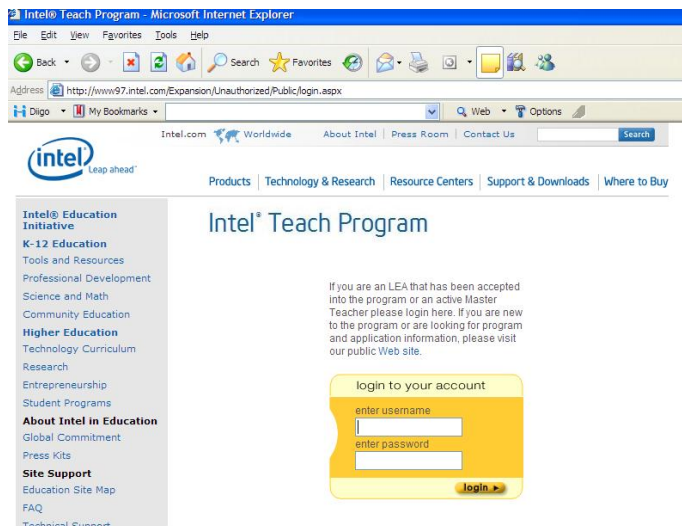 Intel® Teach Program - Microsoft Internet Explorer
File Edit View Favorites Tools Help
Back Search Favorites
Address http://www97.intel.com/Expansion/Unauthorized/Public/login.aspx
Diigo My Bookmarks Web Options
Intel.com Worldwide About Intel | Press Room | Contact Us Search
intel Leap ahead™
Products | Technology & Research | Resource Centers | Support & Downloads | Where to Buy
Intel® Education
Initiative
K-12 Education
Tools and Resources
Professional Development
Science and Math
Community Education
Higher Education
Technology Curriculum
Research
Entrepreneurship
Student Programs
About Intel in Education
Global Commitment
Press Kits
Site Support
Education Site Map
FAQ
Technical Support
Intel® Teach Program
If you are an LEA that has been accepted
into the program or an active Master
Teacher please login here. If you are new
to the program or are looking for program
and application information, please visit
our public Web site.
login to your account
enter username
enter password
login